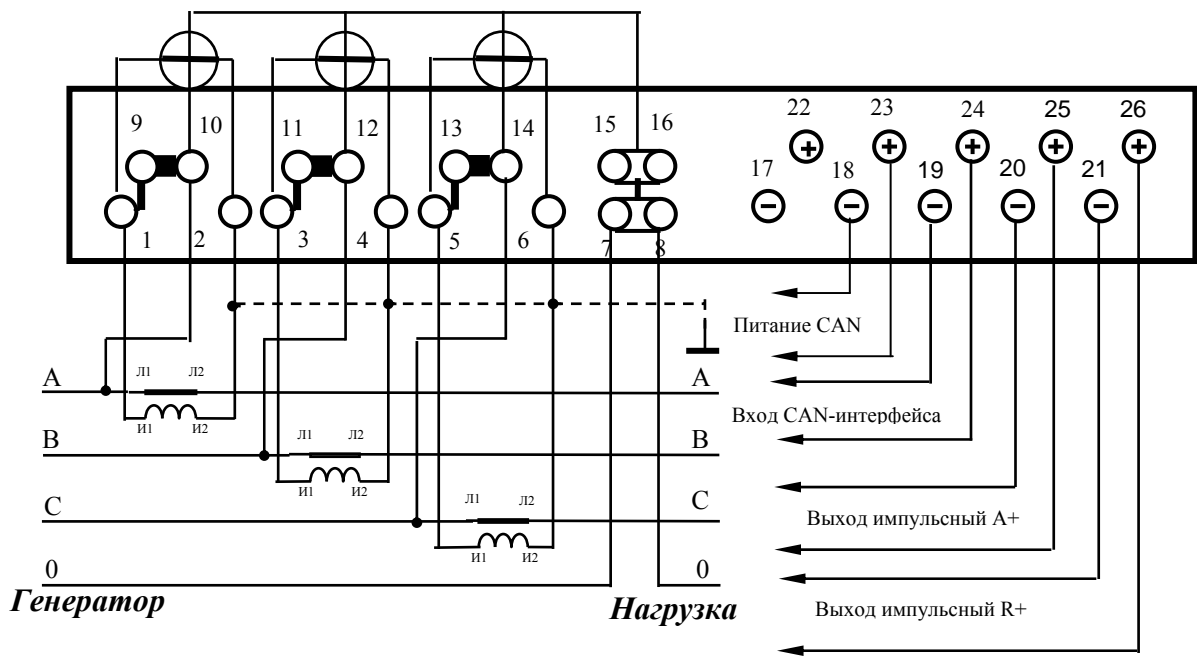 9 10 11 12 13 14 15 16 22 23 24 25 26
17 18 19 20 21
1 2 3 4 5 6 7 8
Питание CAN
Л1 Л2
А А
И1 И2
Вход CAN-интерфейса
Л1 Л2
В В
И1 И2
Л1 Л2
С С
И1 И2
Выход импульсный А+
0 0
Генератор Нагрузка
Выход импульсный R+